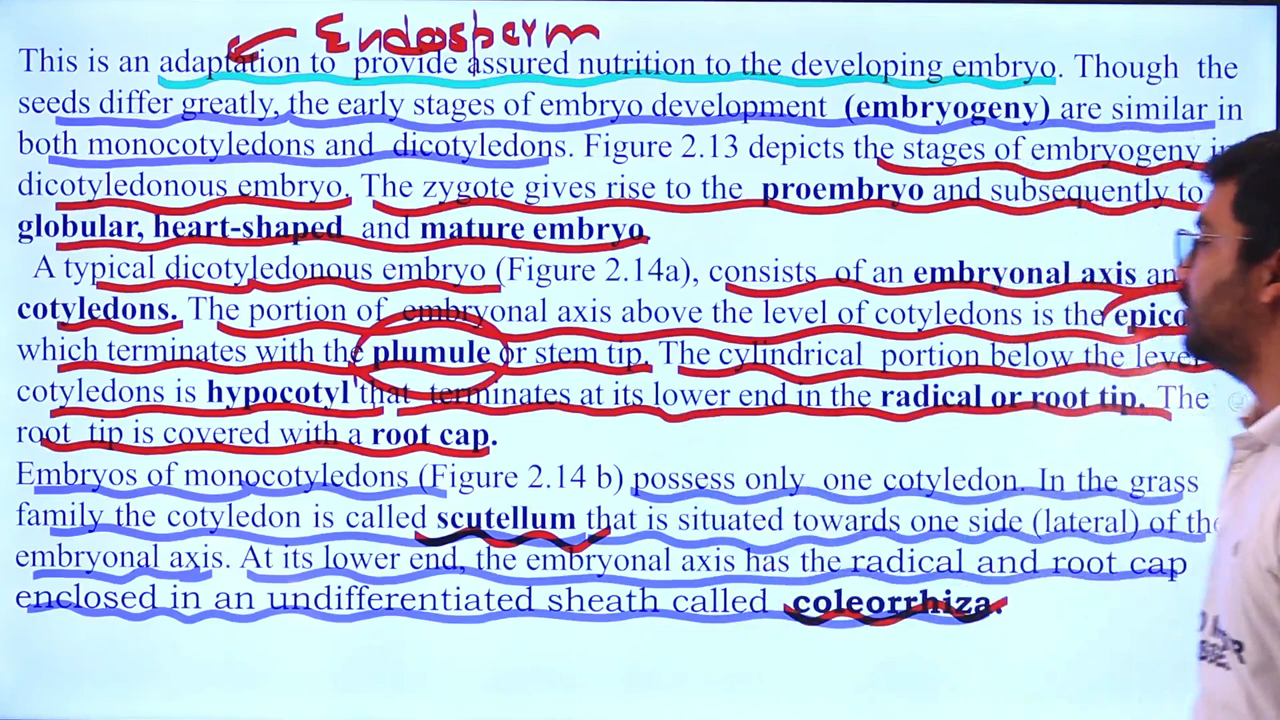 Endosperm
This is an adaptation to provide assured nutrition to the developing embryo. Though the
seeds differ greatly, the early stages of embryo development (embryogeny) are similar in
both monocotyledons and dicotyledons. Figure 2.13 depicts the stages of embryogeny in
dicotyledonous embryo. The zygote gives rise to the proembryo and subsequently to
globular, heart-shaped and mature embryo.
A typical dicotyledonous embryo (Figure 2.14a), consists of an embryonal axis an
cotyledons. The portion of embryonal axis above the level of cotyledons is the epico
which terminates with the plumule or stem tip. The cylindrical portion below the level
cotyledons is hypocotyl that terminates at its lower end in the radical or root tip. The
root tip is covered with a root cap.
Embryos of monocotyledons (Figure 2.14 b) possess only one cotyledon. In the grass
family the cotyledon is called scutellum that is situated towards one side (lateral) of the
embryonal axis. At its lower end, the embryonal axis has the radical and root cap
enclosed in an undifferentiated sheath called coleorrhiza.